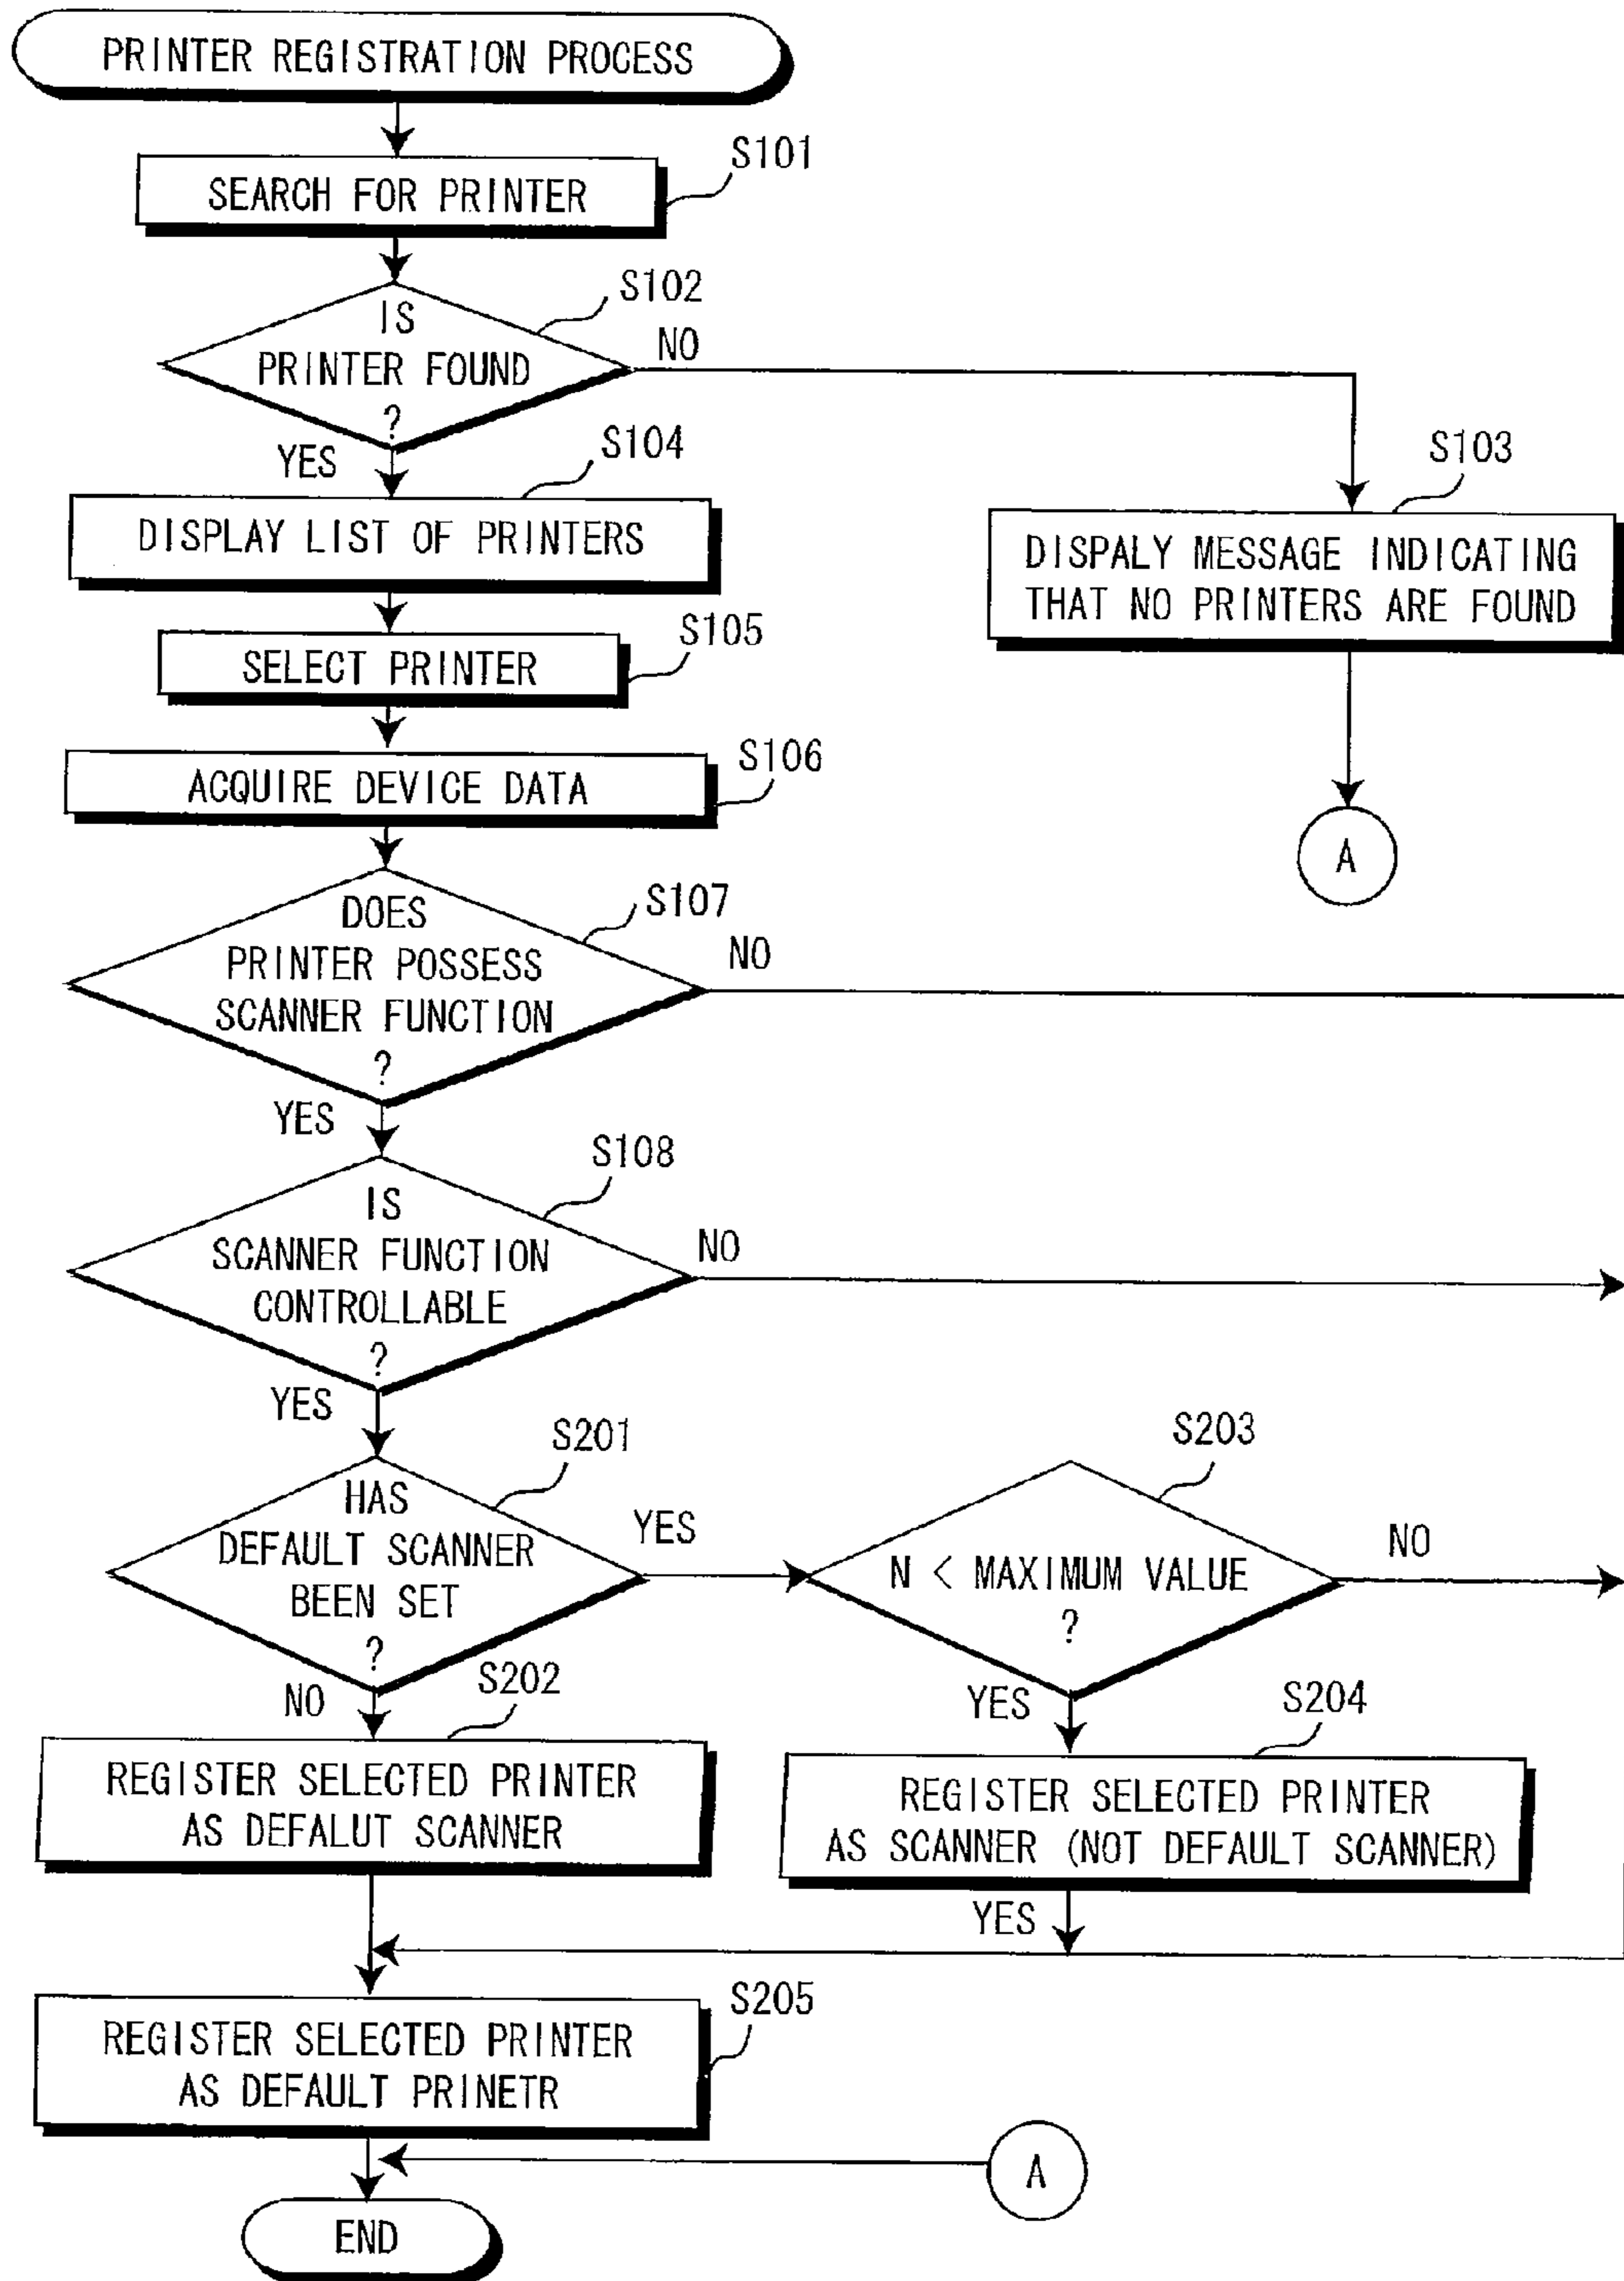 PRINTER REGISTRATION PROCESS
S101
SEARCH FOR PRINTER
S102
IS
PRINTER FOUND
?
NO
YES
S104
DISPLAY LIST OF PRINTERS
S103
DISPALY MESSAGE INDICATING
THAT NO PRINTERS ARE FOUND
S105
SELECT PRINTER
S106
ACQUIRE DEVICE DATA
A
S107
DOES
PRINTER POSSESS
SCANNER FUNCTION
?
NO
YES
S108
IS
SCANNER FUNCTION
CONTROLLABLE
?
NO
YES
S201
HAS
DEFAULT SCANNER
BEEN SET
?
YES
S203
N < MAXIMUM VALUE
?
NO
NO
S202
REGISTER SELECTED PRINTER
AS DEFALUT SCANNER
YES
S204
REGISTER SELECTED PRINTER
AS SCANNER (NOT DEFAULT SCANNER)
YES
S205
REGISTER SELECTED PRINTER
AS DEFAULT PRINETR
A
END